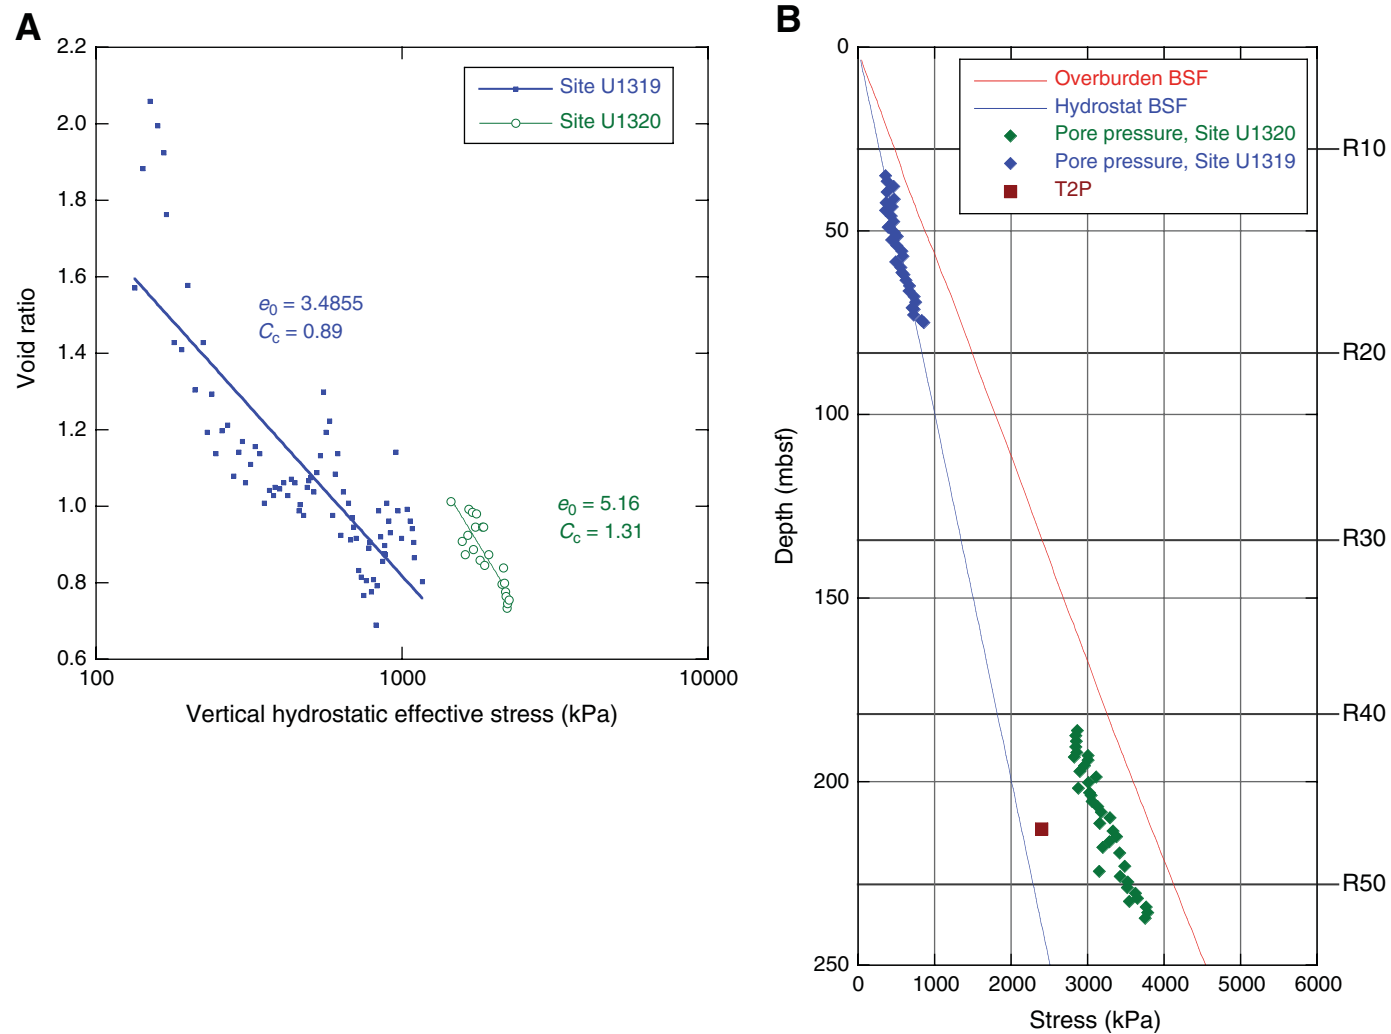 A
2.2
2.0
1.8
1.6
1.4
1.2
1.0
0.8
0.6
Void ratio
Site U1319
Site U1320
e0 = 3.4855
Cc = 0.89
e0 = 5.16
Cc = 1.31
100
1000
10000
Vertical hydrostatic effective stress (kPa)
B
0
50
100
150
200
250
Depth (mbsf)
Overburden BSF
Hydrostat BSF
Pore pressure, Site U1320
Pore pressure, Site U1319
T2P
R10
R20
R30
R40
R50
0
1000
2000
3000
4000
5000
6000
Stress (kPa)